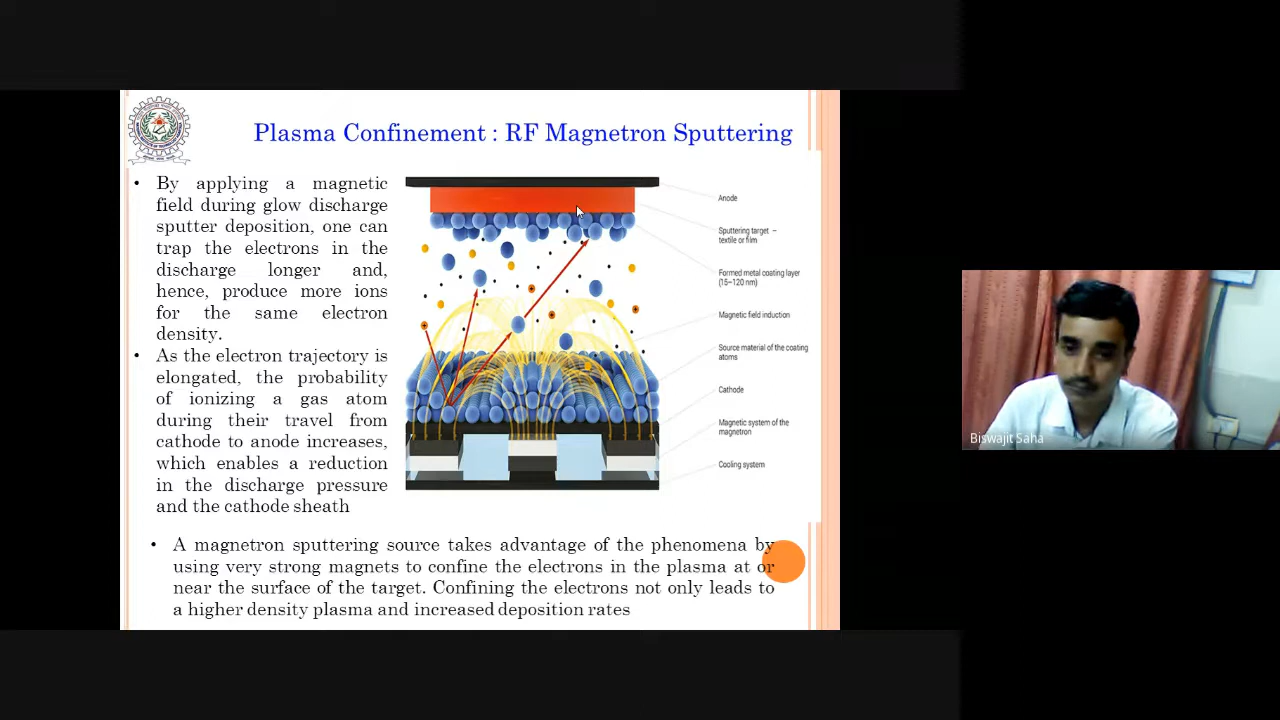 Plasma Confinement : RF Magnetron Sputtering
• By applying a magnetic
field during glow discharge
sputter deposition, one can
trap the electrons in the
discharge longer and,
hence, produce more ions
for the same electron
density.
• As the electron trajectory is
elongated, the probability
of ionizing a gas atom
during their travel from
cathode to anode increases,
which enables a reduction
in the discharge pressure
and the cathode sheath
Anode
Sputtering target –
textile or film
Formed metal coating layer
(15–120 nm)
Magnetic field induction
Source material of the coating
atoms
Cathode
Magnetic system of the
magnetron
Cooling system
• A magnetron sputtering source takes advantage of the phenomena by
using very strong magnets to confine the electrons in the plasma at or
near the surface of the target. Confining the electrons not only leads to
a higher density plasma and increased deposition rates
Biswajit Saha